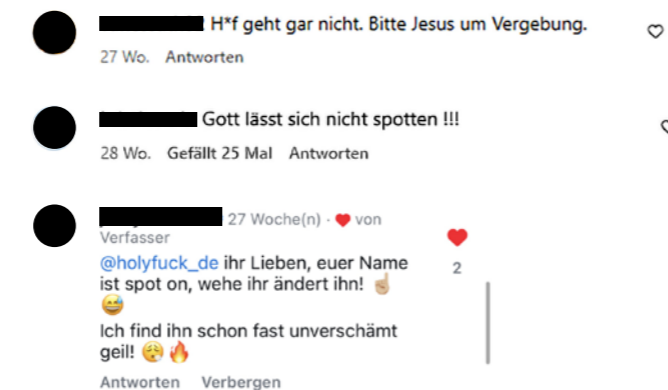 H*f geht gar nicht. Bitte Jesus um Vergebung.
27 Wo. Antworten
Gott lässt sich nicht spotten !!!
28 Wo. Gefällt 25 Mal Antworten
27 Woche(n) · ❤️ von
Verfasser
@holyfuck_de ihr Lieben, euer Name
ist spot on, wehe ihr ändert ihn! ☝🏼
😅
2
Ich find ihn schon fast unverschämt
geil! 😮‍💨🔥
Antworten Verbergen